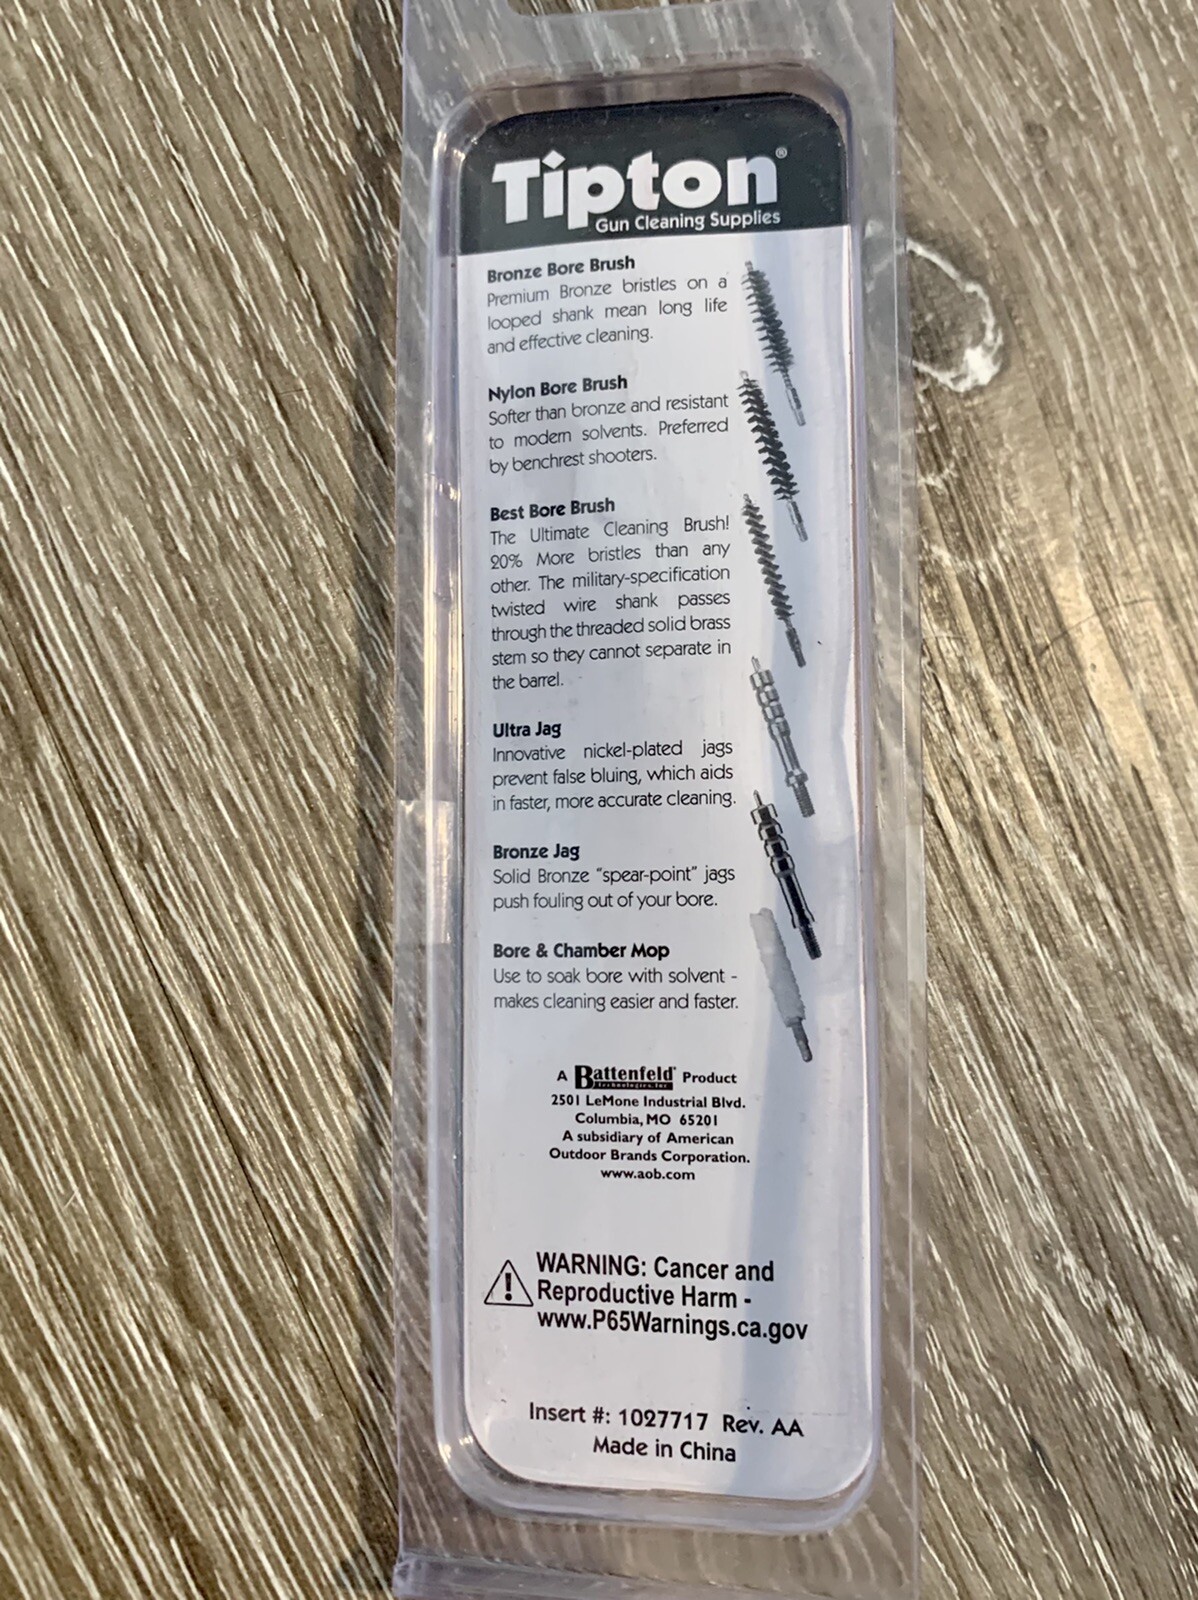 Tipton®
Gun Cleaning Supplies
Bronze Bore Brush
Premium Bronze bristles on a
looped shank mean long life
and effective cleaning.
Nylon Bore Brush
Softer than bronze and resistant
to modern solvents. Preferred
by benchrest shooters.
Best Bore Brush
The Ultimate Cleaning Brush!
20% More bristles than any
other. The military-specification
twisted wire shank passes
through the threaded solid brass
stem so they cannot separate in
the barrel.
Ultra Jag
Innovative nickel-plated jags
prevent false bluing, which aids
in faster, more accurate cleaning.
Bronze Jag
Solid Bronze "spear-point" jags
push fouling out of your bore.
Bore & Chamber Mop
Use to soak bore with solvent -
makes cleaning easier and faster.
A Battenfeld® Product
Technologies, Inc.
2501 LeMone Industrial Blvd.
Columbia, MO 65201
A subsidiary of American
Outdoor Brands Corporation.
www.aob.com
WARNING: Cancer and
Reproductive Harm -
www.P65Warnings.ca.gov
Insert #: 1027717 Rev. AA
Made in China